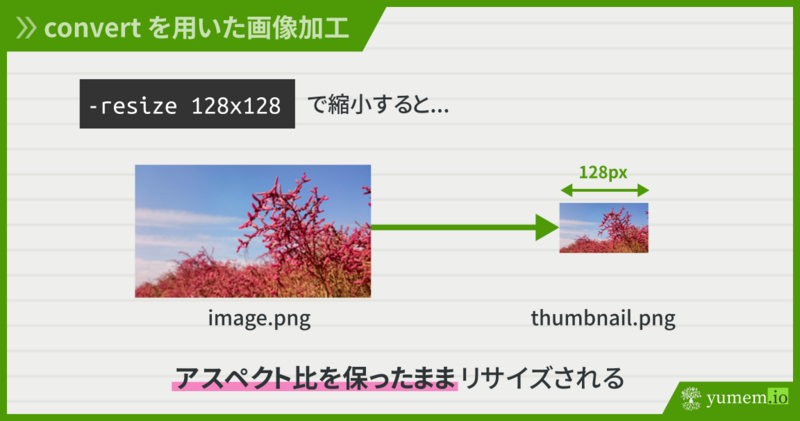 convert を用いた画像加工
-resize 128x128 で縮小すると...
128px
image.png
thumbnail.png
アスペクト比を保ったままリサイズされる
yumem.io